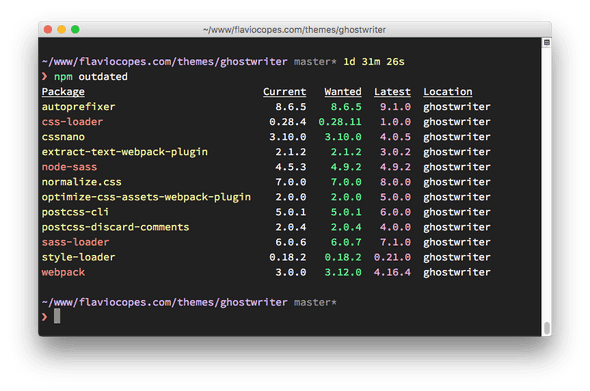 ~/www/flaviocopes.com/themes/ghostwriter
~/www/flaviocopes.com/themes/ghostwriter master* 1d 31m 26s
❯ npm outdated
Package Current Wanted Latest Location
autoprefixer 8.6.5 8.6.5 9.1.0 ghostwriter
css-loader 0.28.4 0.28.11 1.0.0 ghostwriter
cssnano 3.10.0 3.10.0 4.0.5 ghostwriter
extract-text-webpack-plugin 2.1.2 2.1.2 3.0.2 ghostwriter
node-sass 4.5.3 4.9.2 4.9.2 ghostwriter
normalize.css 7.0.0 7.0.0 8.0.0 ghostwriter
optimize-css-assets-webpack-plugin 2.0.0 2.0.0 5.0.0 ghostwriter
postcss-cli 5.0.1 5.0.1 6.0.0 ghostwriter
postcss-discard-comments 2.0.4 2.0.4 4.0.0 ghostwriter
sass-loader 6.0.6 6.0.7 7.1.0 ghostwriter
style-loader 0.18.2 0.18.2 0.21.0 ghostwriter
webpack 3.0.0 3.12.0 4.16.4 ghostwriter
~/www/flaviocopes.com/themes/ghostwriter master*
❯